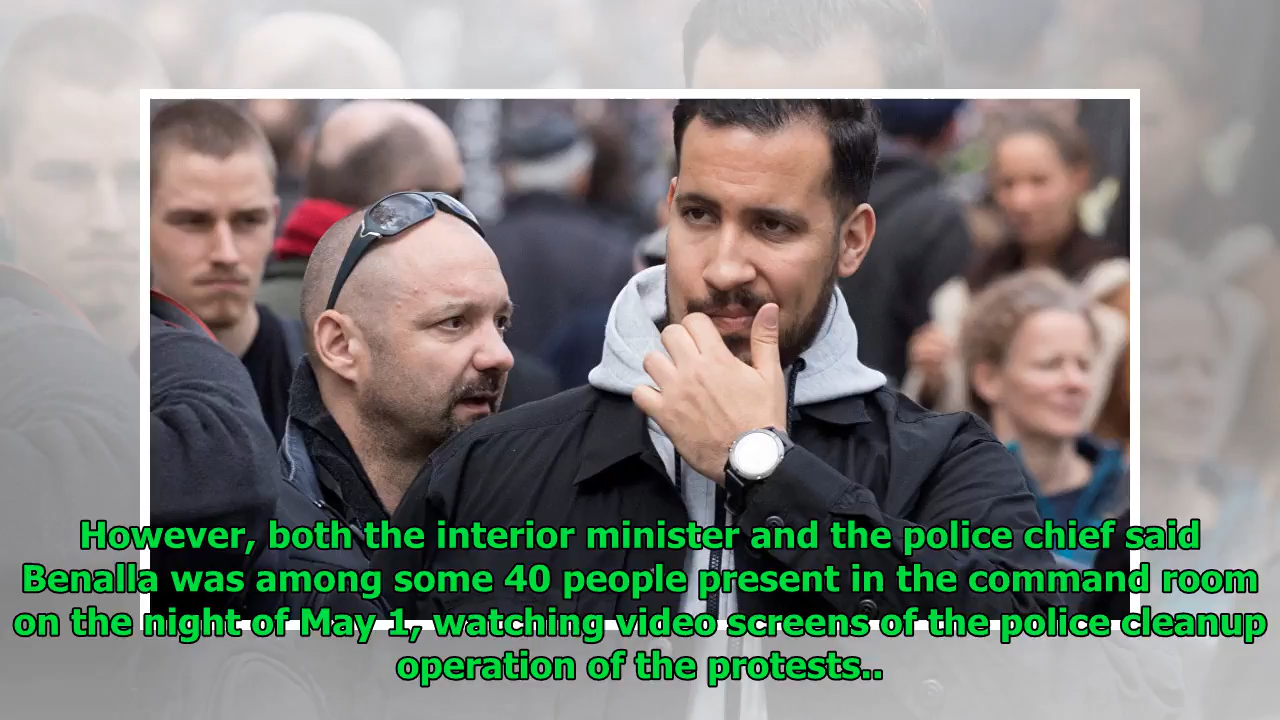 However, both the interior minister and the police chief said
Benalla was among some 40 people present in the command room
on the night of May 1, watching video screens of the police cleanup
operation of the protests..